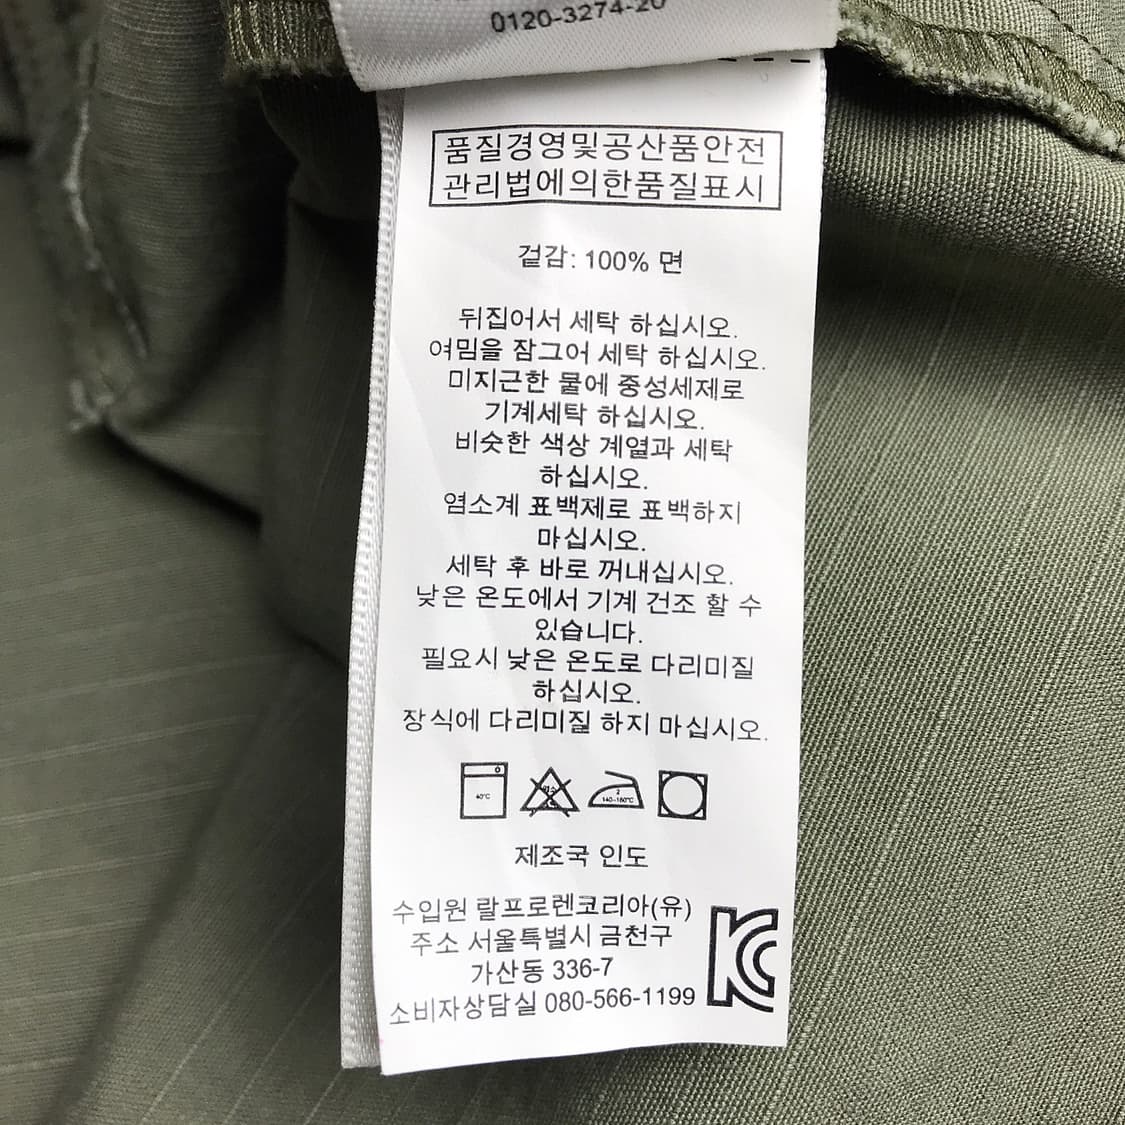 0120-3274-20
품질경영및공산품안전
관리법에의한품질표시
겉감: 100% 면
뒤집어서 세탁 하십시오.
여밈을 잠그어 세탁 하십시오.
미지근한 물에 중성세제로
기계세탁 하십시오.
비슷한 색상 계열과 세탁
하십시오.
염소계 표백제로 표백하지
마십시오.
세탁 후 바로 꺼내십시오.
낮은 온도에서 기계 건조 할 수
있습니다.
필요시 낮은 온도로 다리미질
하십시오.
장식에 다리미질 하지 마십시오.
40°C
2
140~160°C
제조국 인도
수입원 랄프로렌코리아(유)
주소 서울특별시 금천구
가산동 336-7
소비자상담실 080-566-1199